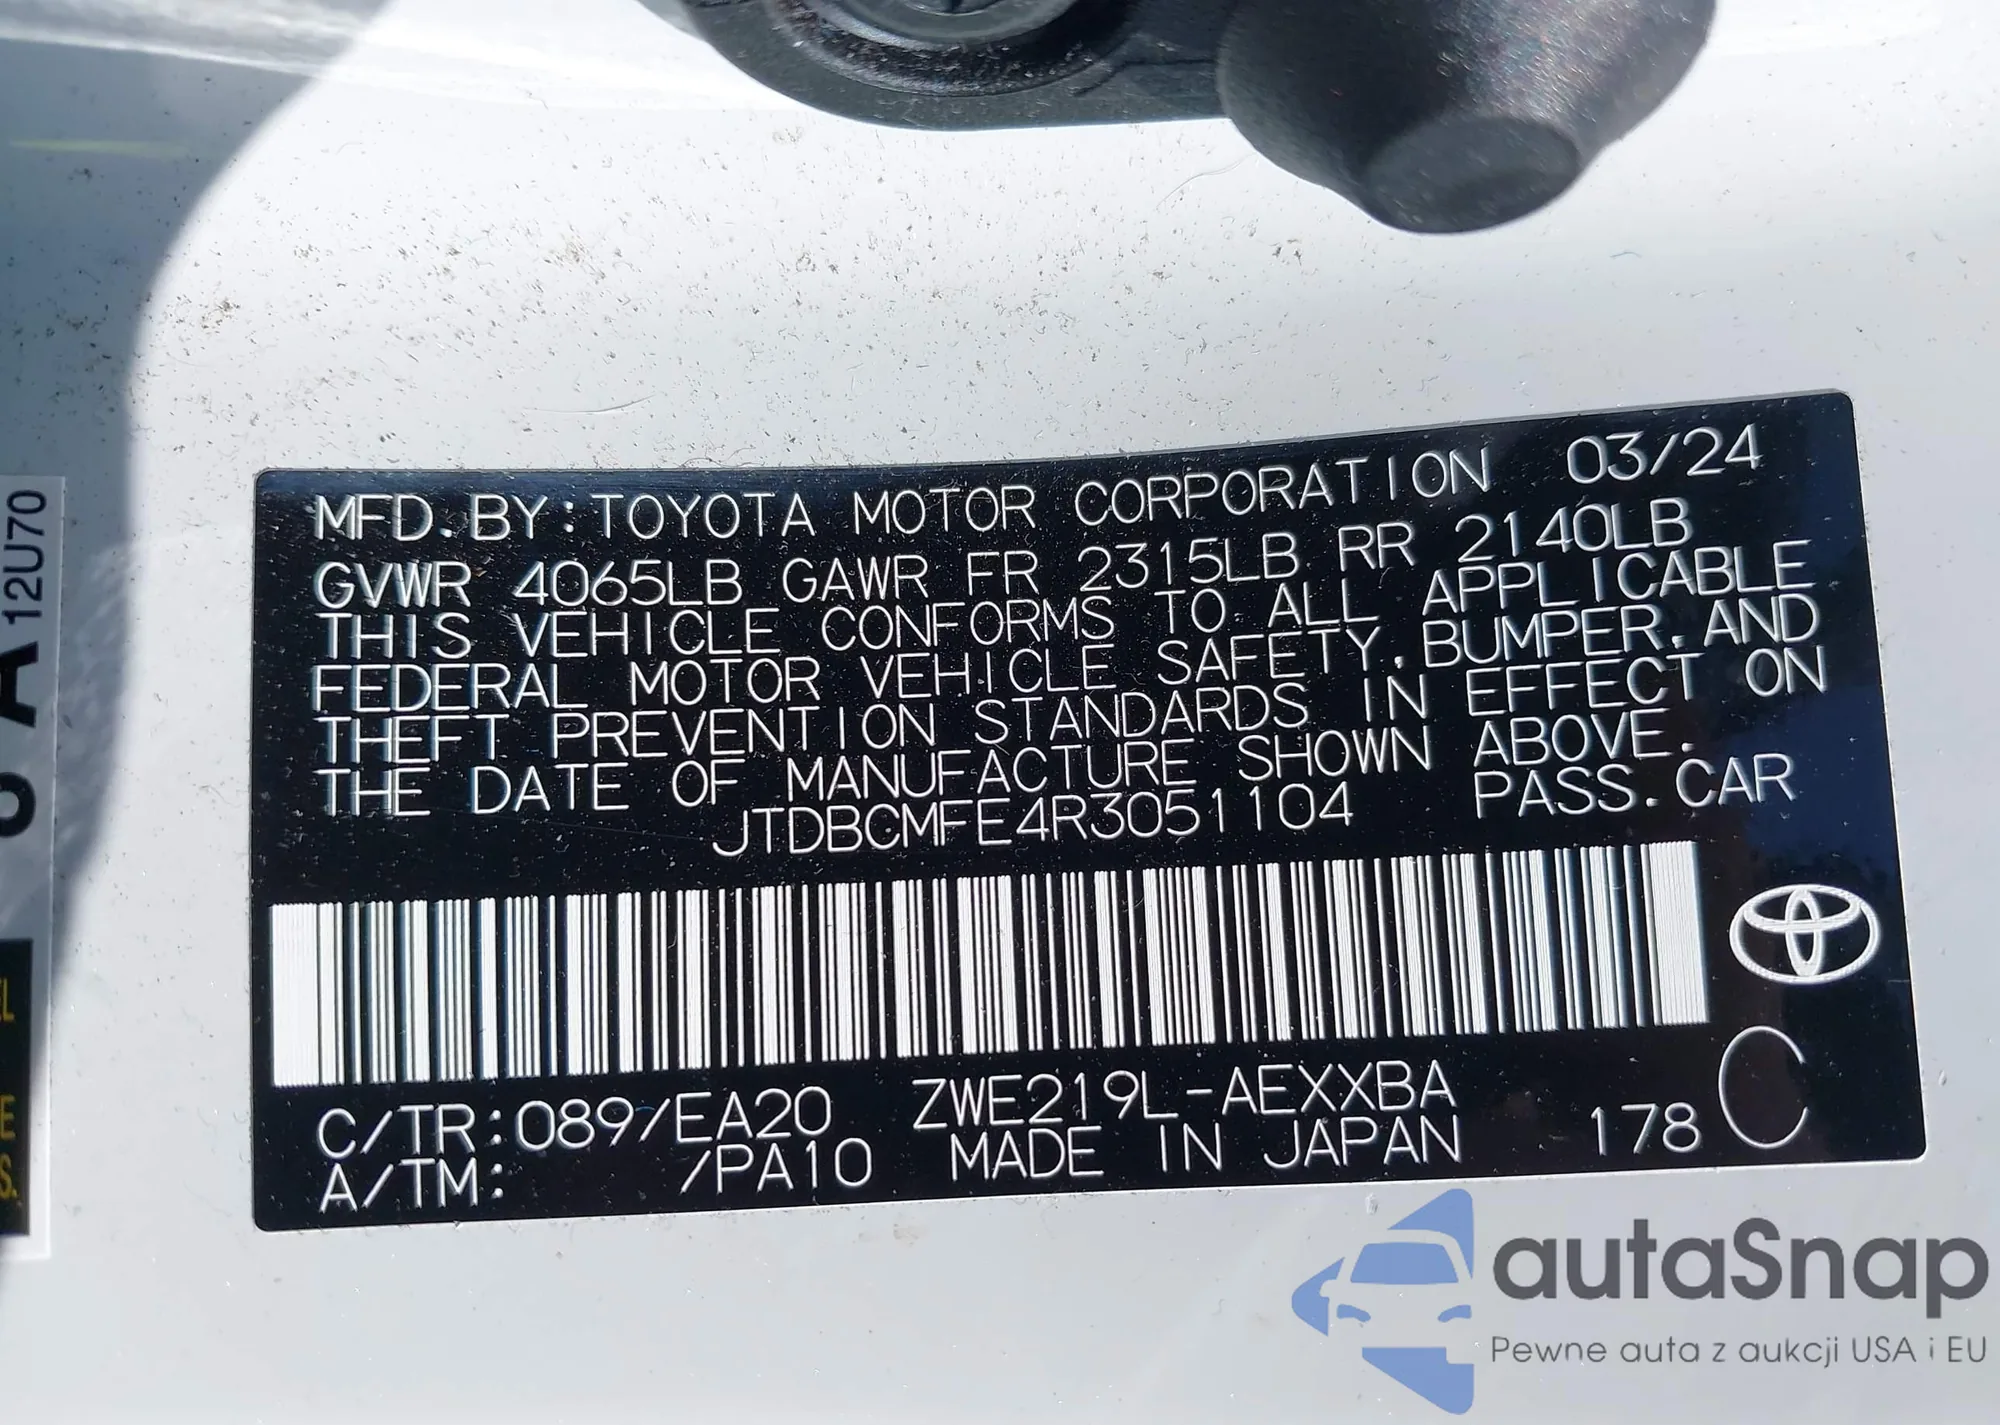 MFD.BY:TOYOTA MOTOR CORPORATION 03/24
GVWR 4065LB GAWR FR 2315LB RR 2140LB
THIS VEHICLE CONFORMS TO ALL APPLICABLE
FEDERAL MOTOR VEHICLE SAFETY,BUMPER,AND
THEFT PREVENTION STANDARDS IN EFFECT ON
THE DATE OF MANUFACTURE SHOWN ABOVE.
JTDBCMFE4R3051104 PASS.CAR
C/TR:089/EA20 ZWE219L-AEXXBA
A/TM: /PA10 MADE IN JAPAN 178 C
A 12U70
autaSnap
Pewne auta z aukcji USA i EU